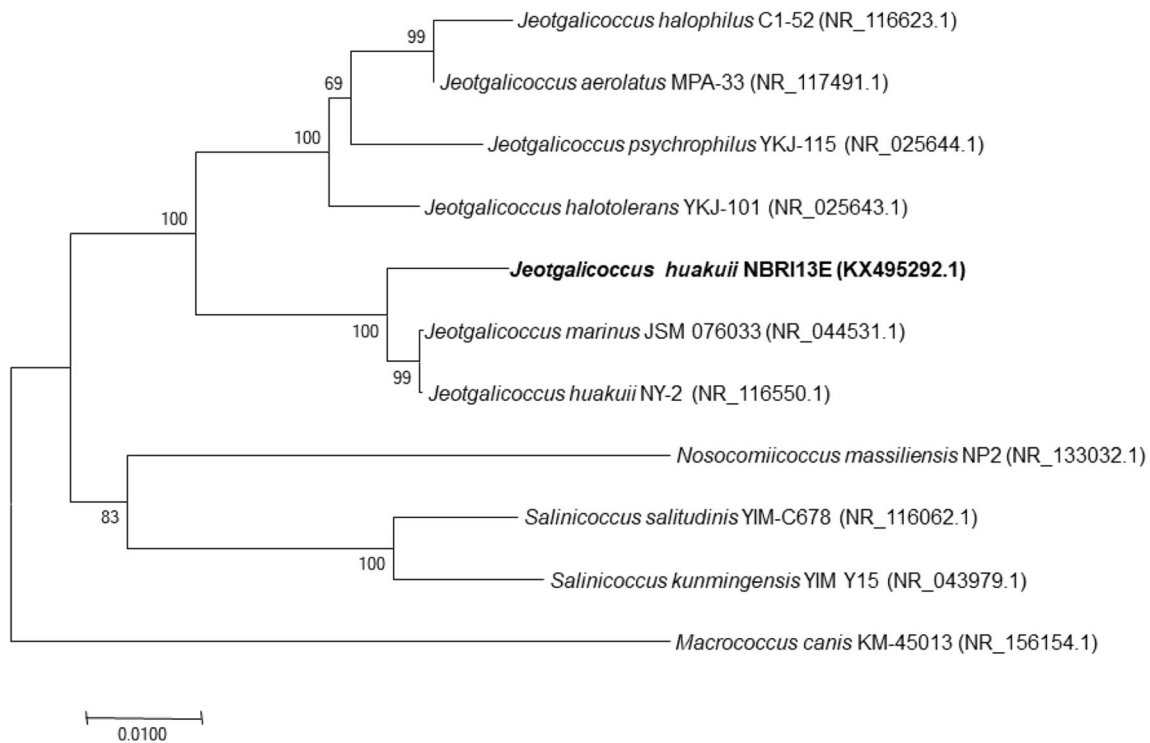 Jeotgalicoccus halophilus C1-52 (NR_116623.1)
99
Jeotgalicoccus aerolatus MPA-33 (NR_117491.1)
69
Jeotgalicoccus psychrophilus YKJ-115 (NR_025644.1)
100
Jeotgalicoccus halotolerans YKJ-101 (NR_025643.1)
100
Jeotgalicoccus huakuii NBRI13E (KX495292.1)
Jeotgalicoccus marinus JSM 076033 (NR_044531.1)
100
99
Jeotgalicoccus huakuii NY-2 (NR_116550.1)
Nosocomiicoccus massiliensis NP2 (NR_133032.1)
83
Salinicoccus salitudinis YIM-C678 (NR_116062.1)
100
Salinicoccus kunmingensis YIM Y15 (NR_043979.1)
Macrococcus canis KM-45013 (NR_156154.1)
0.0100